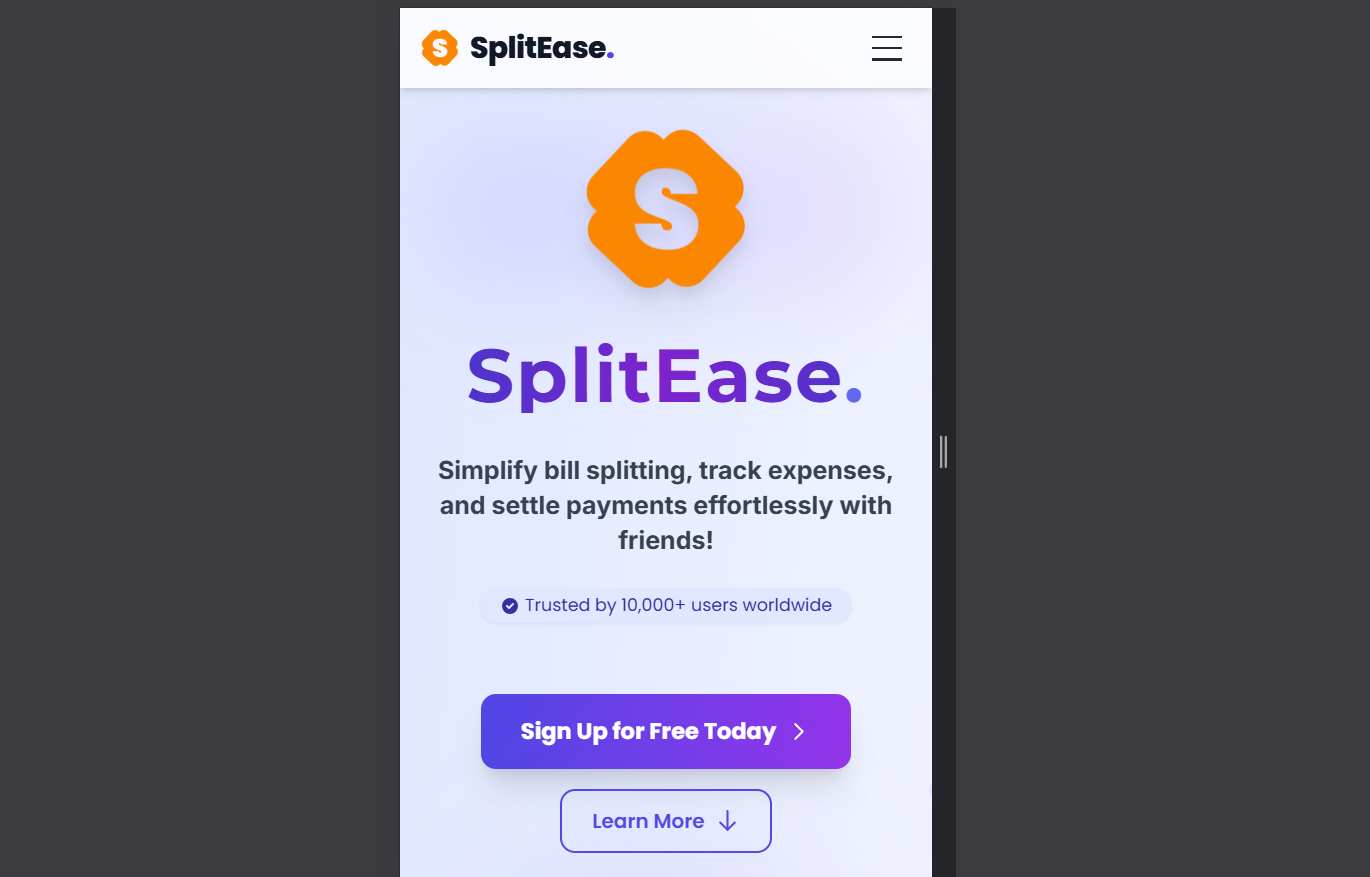 S SplitEase.
S
SplitEase.
Simplify bill splitting, track expenses,
and settle payments effortlessly with
friends!
Trusted by 10,000+ users worldwide
Sign Up for Free Today
Learn More